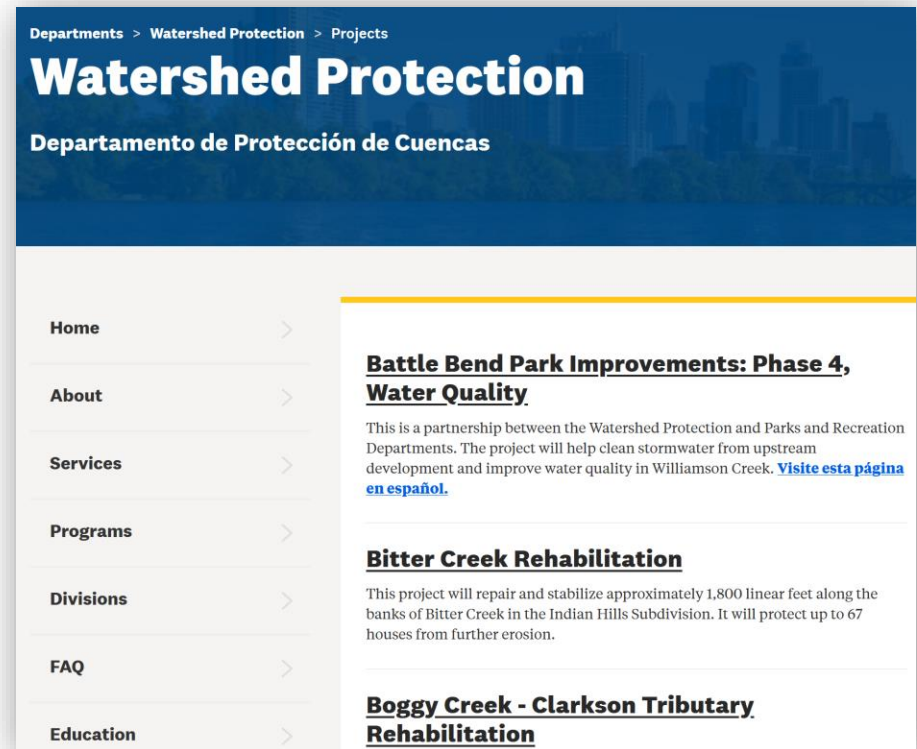 Departments > Watershed Protection > Projects
Watershed Protection
Departamento de Protección de Cuencas
Home
About
Services
Programs
Divisions
FAQ
Education
Battle Bend Park Improvements: Phase 4,
Water Quality
This is a partnership between the Watershed Protection and Parks and Recreation
Departments. The project will help clean stormwater from upstream
development and improve water quality in Williamson Creek. Visite esta página
en español.
Bitter Creek Rehabilitation
This project will repair and stabilize approximately 1,800 linear feet along the
banks of Bitter Creek in the Indian Hills Subdivision. It will protect up to 67
houses from further erosion.
Boggy Creek - Clarkson Tributary
Rehabilitation